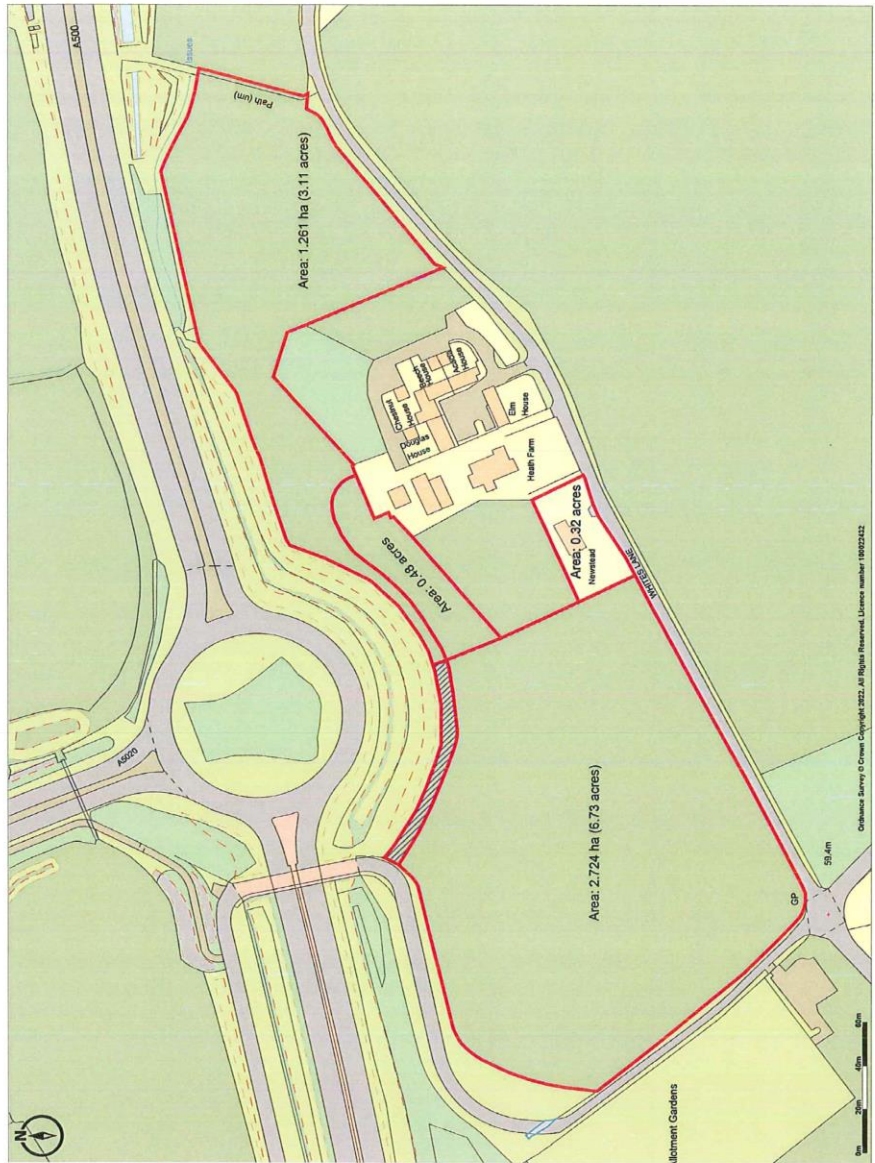 N
A500
Issues
Path (um)
A5020
Area: 1.261 ha (3.11 acres)
Chestnut
House
Beech
House
Acacia
House
Douglas
House
Elm
House
Heath Farm
Area: 0.48 acres
Area: 0.32 acres
Newstead
WHITES LANE
Area: 2.724 ha (6.73 acres)
GP
59.4m
Allotment Gardens
0m 20m 40m 60m
Ordnance Survey © Crown Copyright 2022. All Rights Reserved. Licence number 100022432